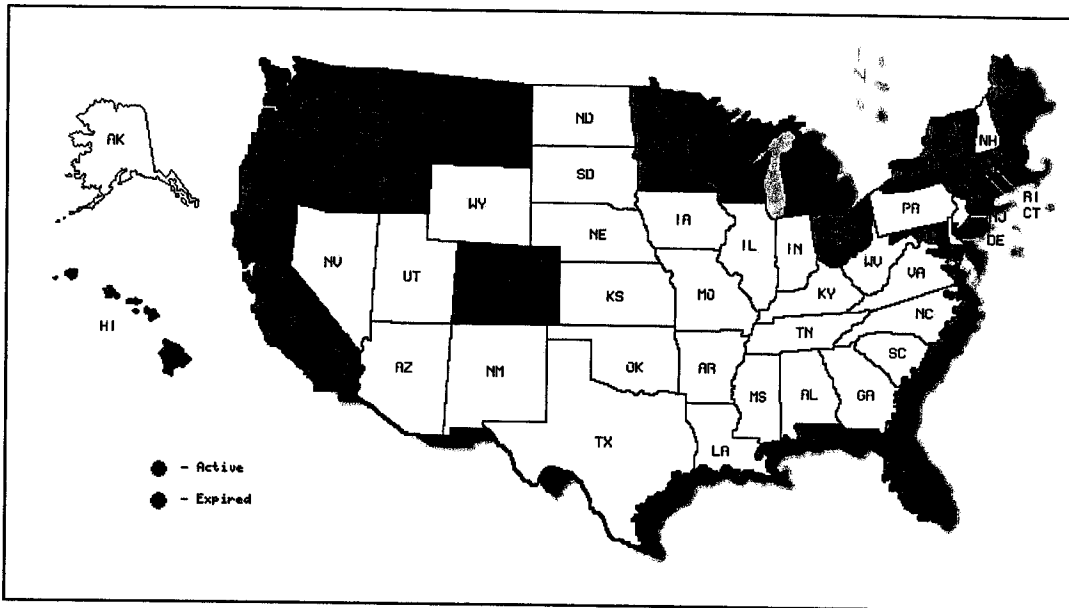 AK
ND
NH
SD
WY
IA
PA
RI
CT
NJ
DE
NE
IL
IN
NV
UT
WV
VA
KS
MO
KY
HI
NC
TN
AZ
NM
OK
AR
SC
MS
AL
GA
TX
LA
- Active
- Expired